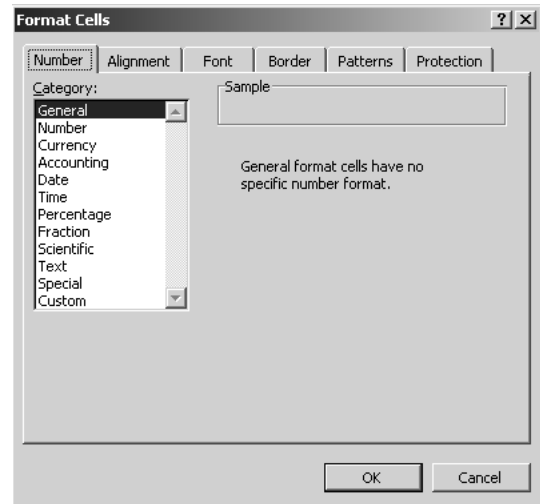 Format Cells
? ×
Number Alignment Font Border Patterns Protection
Category:
General
Number
Currency
Accounting
Date
Time
Percentage
Fraction
Scientific
Text
Special
Custom
Sample
General format cells have no
specific number format.
OK Cancel